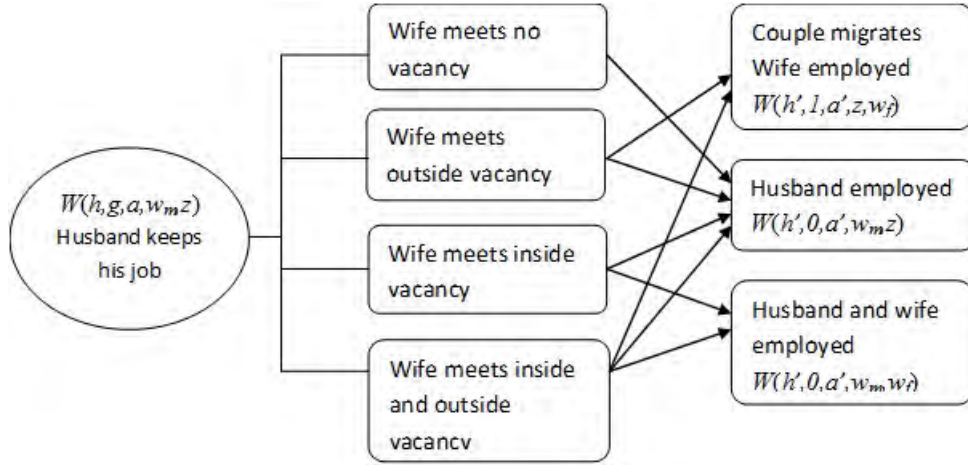 W(h,g,a,wₘz)
Husband keeps
his job
Wife meets no
vacancy
Wife meets
outside vacancy
Wife meets inside
vacancy
Wife meets inside
and outside
vacancy
Couple migrates
Wife employed
W(h′,1,a′,z,w_f)
Husband employed
W(h′,0,a′,wₘz)
Husband and wife
employed
W(h′,0,a′,wₘ,w_f)